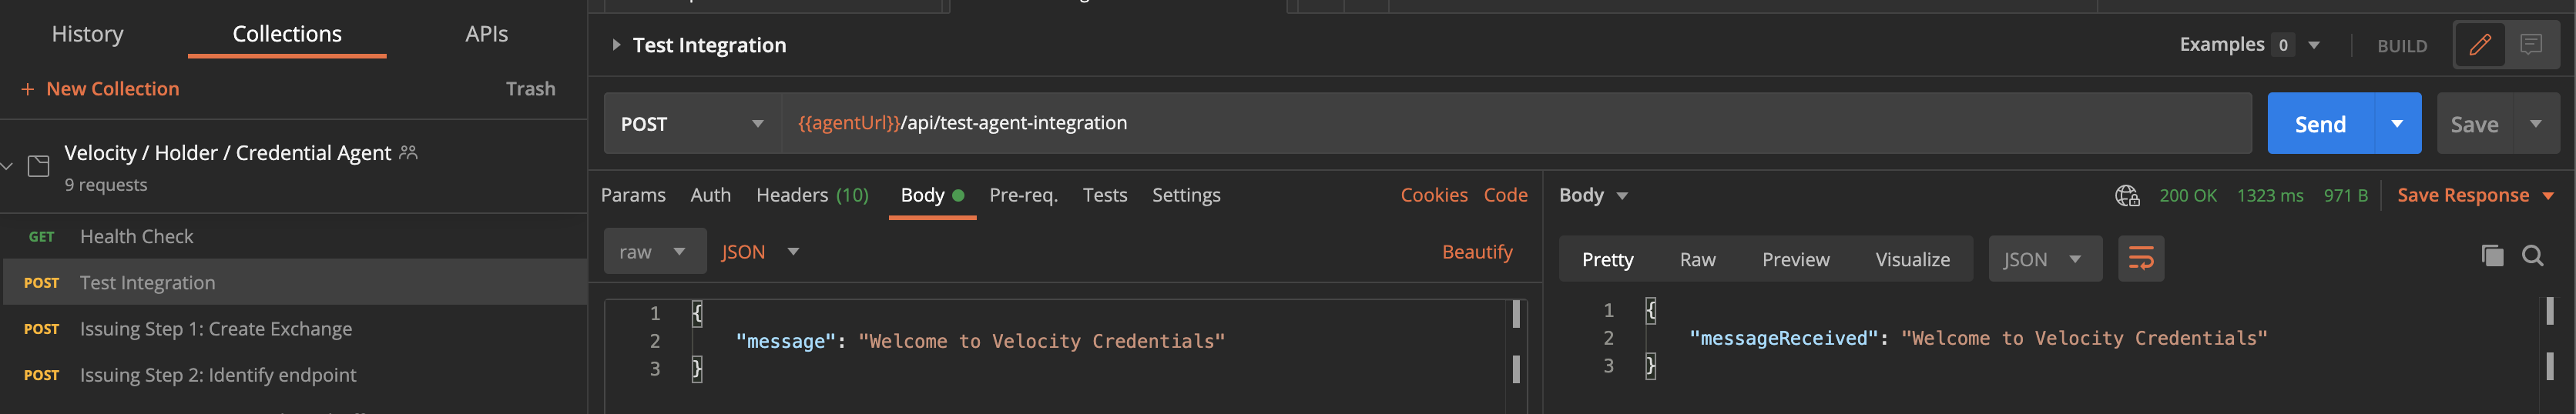 History Collections APIs
+ New Collection Trash
Velocity / Holder / Credential Agent
9 requests
GET Health Check
POST Test Integration
POST Issuing Step 1: Create Exchange
POST Issuing Step 2: Identify endpoint
Test Integration
Examples 0 BUILD
POST {{agentUrl}}/api/test-agent-integration Send Save
Params Auth Headers (10) Body Pre-req. Tests Settings Cookies Code
raw JSON Beautify
1 {
2 "message": "Welcome to Velocity Credentials"
3 }
Body 200 OK 1323 ms 971 B Save Response
Pretty Raw Preview Visualize JSON
1 {
2 "messageReceived": "Welcome to Velocity Credentials"
3 }